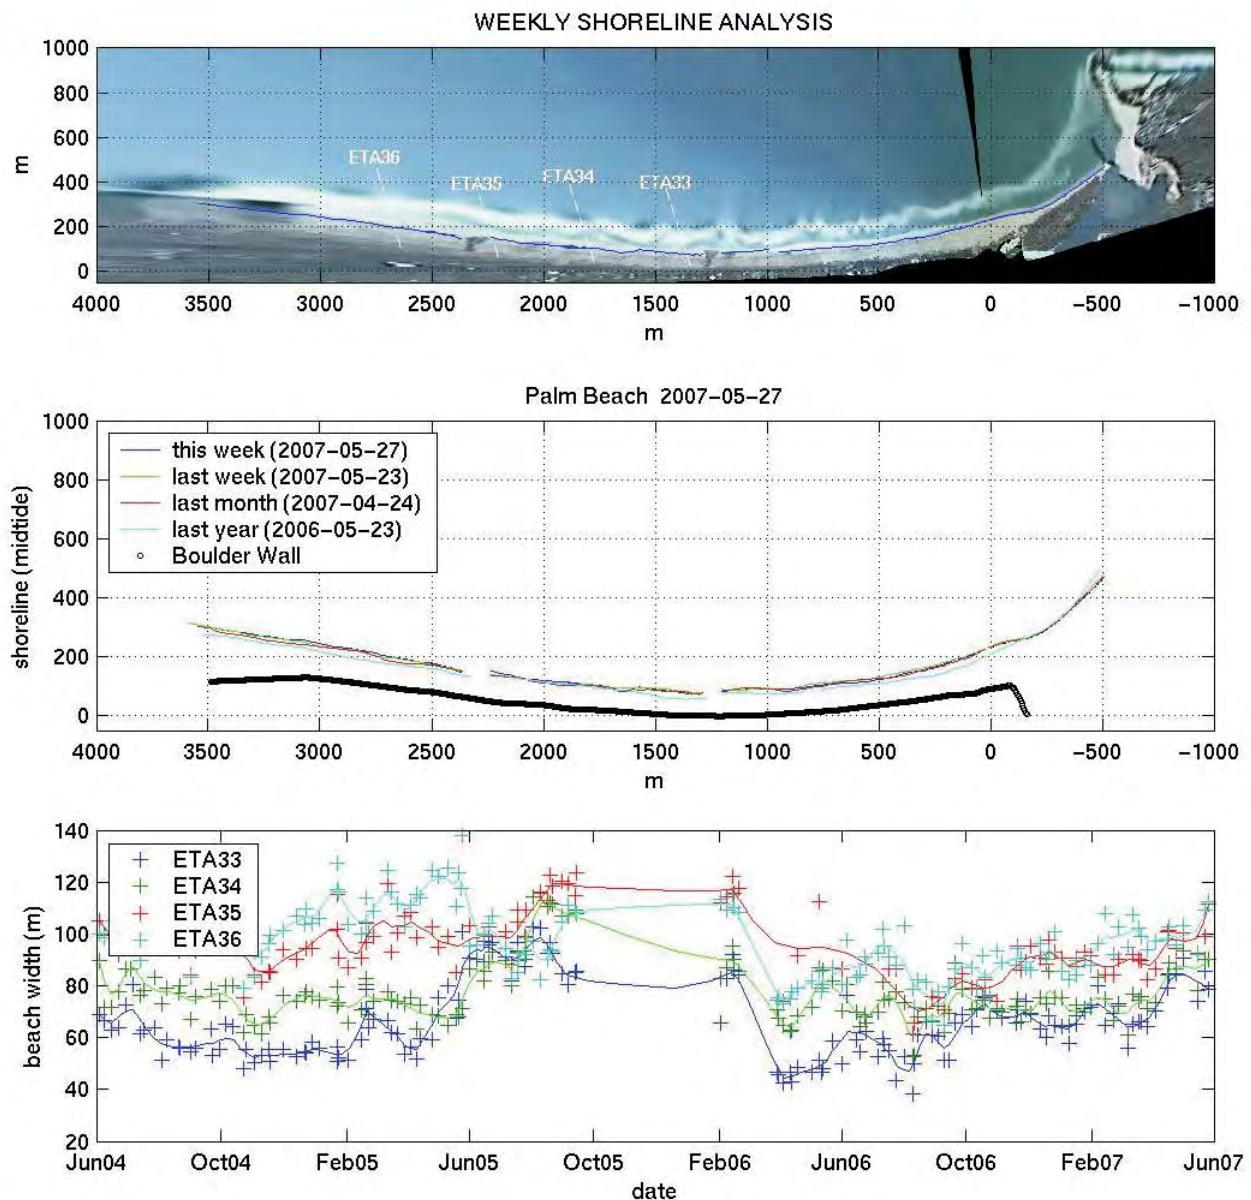 WEEKLY SHORELINE ANALYSIS
1000
800
600
400
200
0
m
ETA36
ETA35
ETA34
ETA33
4000 3500 3000 2500 2000 1500 1000 500 0 −500 −1000
m
Palm Beach 2007−05−27
1000
800
600
400
200
0
shoreline (midtide)
this week (2007−05−27)
last week (2007−05−23)
last month (2007−04−24)
last year (2006−05−23)
Boulder Wall
4000 3500 3000 2500 2000 1500 1000 500 0 −500 −1000
m
140
120
100
80
60
40
20
beach width (m)
ETA33
ETA34
ETA35
ETA36
Jun04 Oct04 Feb05 Jun05 Oct05 Feb06 Jun06 Oct06 Feb07 Jun07
date